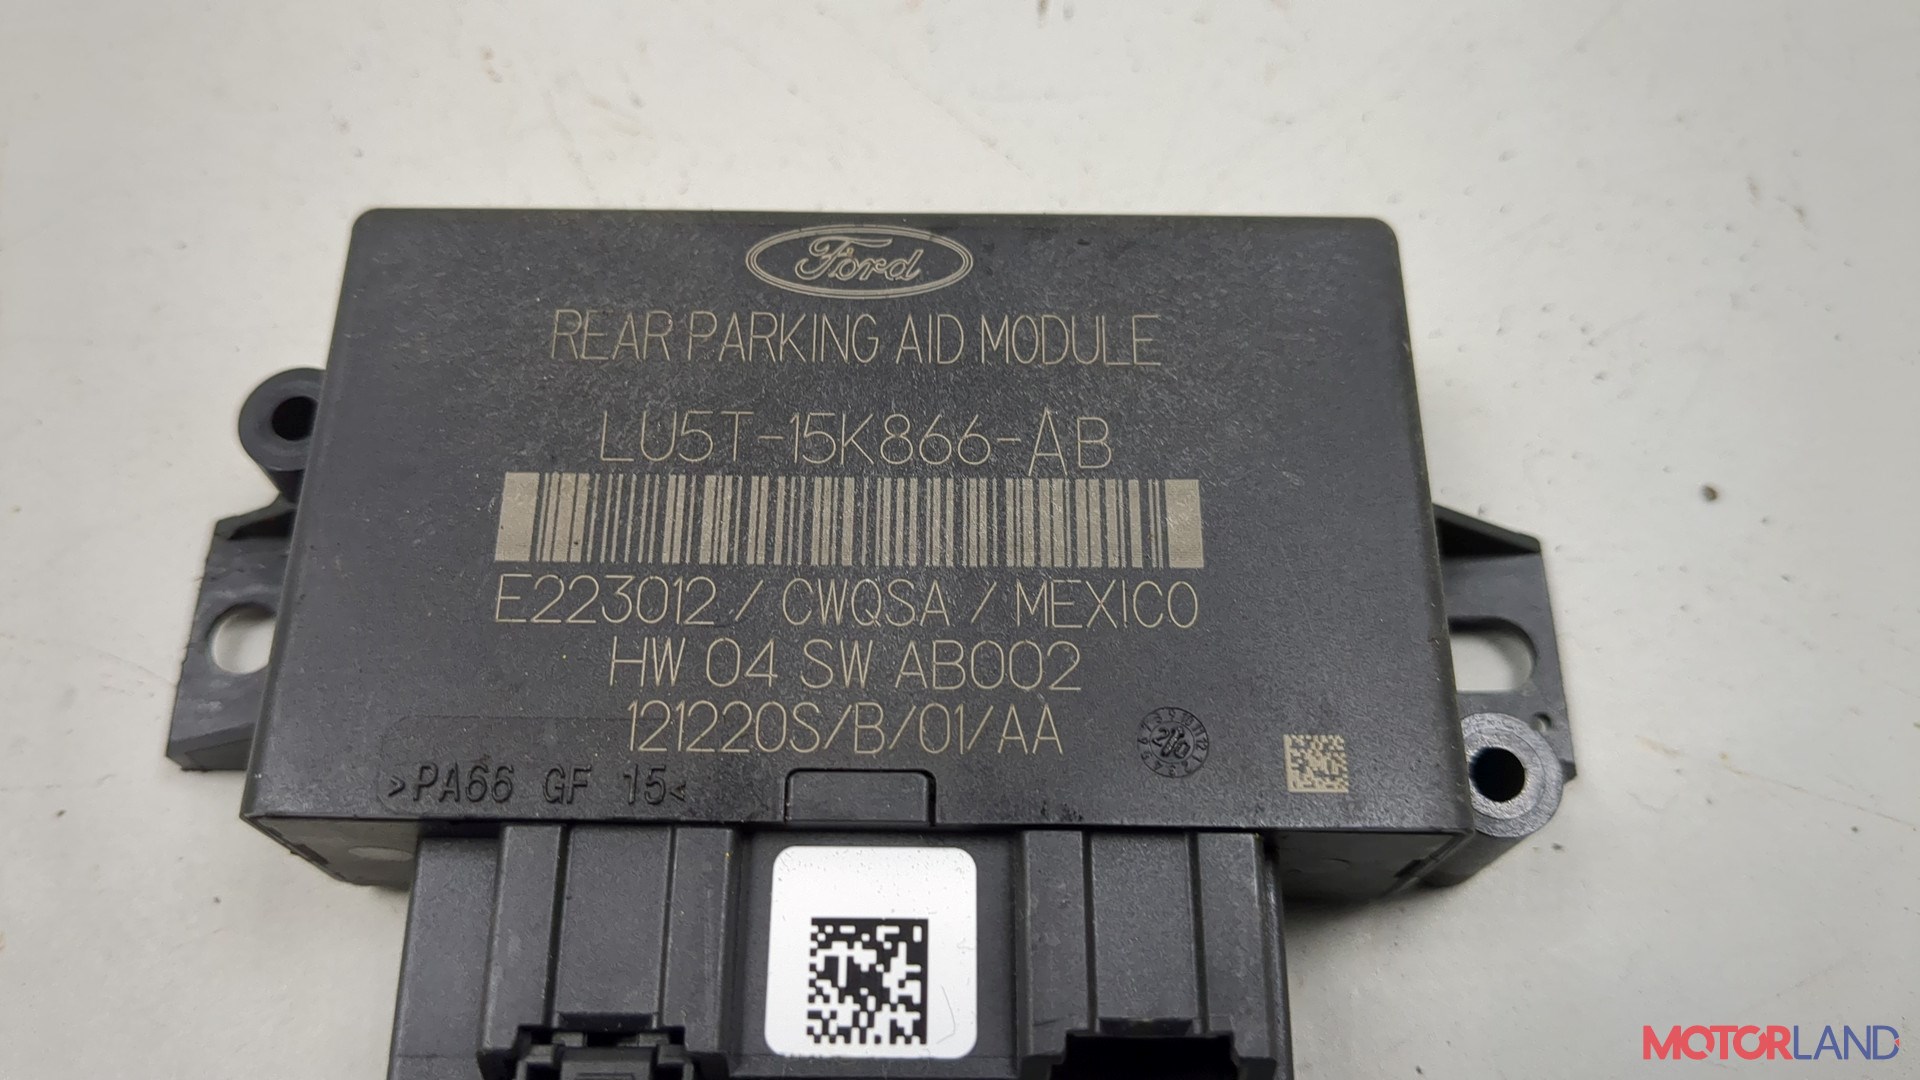 Ford
REAR PARKING AID MODULE
LU5T-15K866-AB
E223012 / CWQSA / MEXICO
HW 04 SW AB002
121220S/B/01/AA
>PA66 GF 15<
MOTORLAND